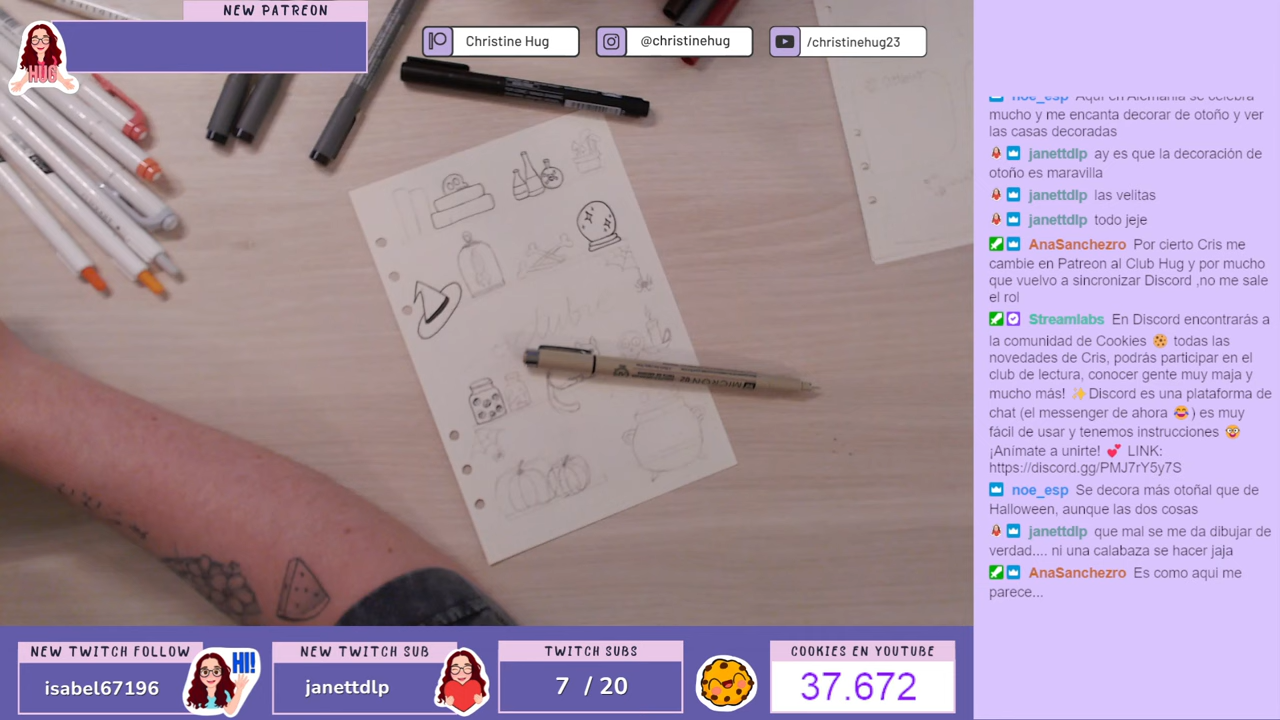 NEW PATREON
HUG
Christine Hug
@christinehug
/christinehug23
noe_esp Aquí en Alemania se celebra
mucho y me encanta decorar de otoño y ver
las casas decoradas
janettdlp ay es que la decoración de
otoño es maravilla
janettdlp las velitas
janettdlp todo jeje
AnaSanchezro Por cierto Cris me
cambie en Patreon al Club Hug y por mucho
que vuelvo a sincronizar Discord ,no me sale
el rol
Streamlabs En Discord encontrarás a
la comunidad de Cookies 🍪 todas las
novedades de Cris, podrás participar en el
club de lectura, conocer gente muy maja y
mucho más! ✨Discord es una plataforma de
chat (el messenger de ahora 😂) es muy
fácil de usar y tenemos instrucciones 🤓
¡Anímate a unirte! 💕 LINK:
https://discord.gg/PMJ7rY5y7S
noe_esp Se decora más otoñal que de
Halloween, aunque las dos cosas
janettdlp que mal se me da dibujar de
verdad.... ni una calabaza se hacer jaja
AnaSanchezro Es como aqui me
parece...
MICRON
NEW TWITCH FOLLOW
isabel67196
HI!
NEW TWITCH SUB
janettdlp
TWITCH SUBS
7 / 20
COOKIES EN YOUTUBE
37.672